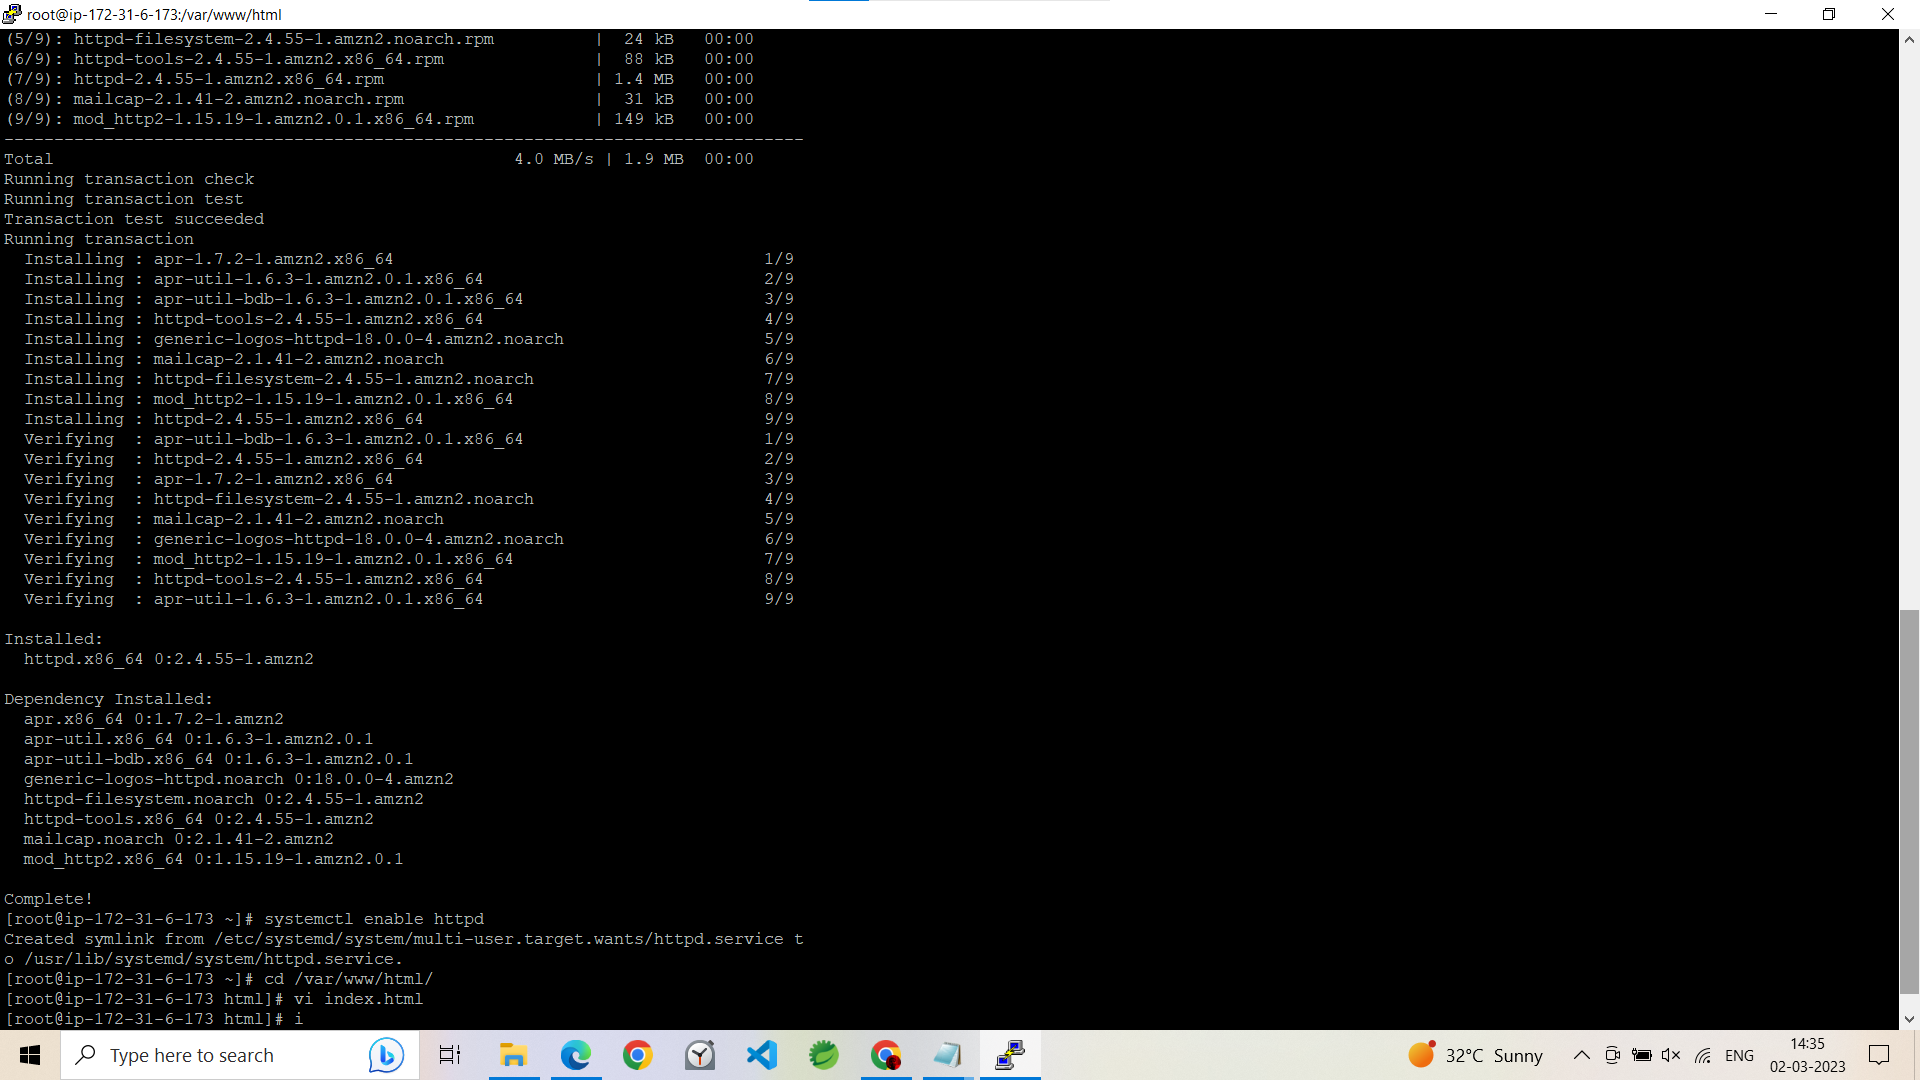 root@ip-172-31-6-173:/var/www/html
(5/9): httpd-filesystem-2.4.55-1.amzn2.noarch.rpm | 24 kB 00:00
(6/9): httpd-tools-2.4.55-1.amzn2.x86_64.rpm | 88 kB 00:00
(7/9): httpd-2.4.55-1.amzn2.x86_64.rpm | 1.4 MB 00:00
(8/9): mailcap-2.1.41-2.amzn2.noarch.rpm | 31 kB 00:00
(9/9): mod_http2-1.15.19-1.amzn2.0.1.x86_64.rpm | 149 kB 00:00
--------------------------------------------------------------------------------
Total 4.0 MB/s | 1.9 MB 00:00
Running transaction check
Running transaction test
Transaction test succeeded
Running transaction
Installing : apr-1.7.2-1.amzn2.x86_64 1/9
Installing : apr-util-1.6.3-1.amzn2.0.1.x86_64 2/9
Installing : apr-util-bdb-1.6.3-1.amzn2.0.1.x86_64 3/9
Installing : httpd-tools-2.4.55-1.amzn2.x86_64 4/9
Installing : generic-logos-httpd-18.0.0-4.amzn2.noarch 5/9
Installing : mailcap-2.1.41-2.amzn2.noarch 6/9
Installing : httpd-filesystem-2.4.55-1.amzn2.noarch 7/9
Installing : mod_http2-1.15.19-1.amzn2.0.1.x86_64 8/9
Installing : httpd-2.4.55-1.amzn2.x86_64 9/9
Verifying : apr-util-bdb-1.6.3-1.amzn2.0.1.x86_64 1/9
Verifying : httpd-2.4.55-1.amzn2.x86_64 2/9
Verifying : apr-1.7.2-1.amzn2.x86_64 3/9
Verifying : httpd-filesystem-2.4.55-1.amzn2.noarch 4/9
Verifying : mailcap-2.1.41-2.amzn2.noarch 5/9
Verifying : generic-logos-httpd-18.0.0-4.amzn2.noarch 6/9
Verifying : mod_http2-1.15.19-1.amzn2.0.1.x86_64 7/9
Verifying : httpd-tools-2.4.55-1.amzn2.x86_64 8/9
Verifying : apr-util-1.6.3-1.amzn2.0.1.x86_64 9/9
Installed:
httpd.x86_64 0:2.4.55-1.amzn2
Dependency Installed:
apr.x86_64 0:1.7.2-1.amzn2
apr-util.x86_64 0:1.6.3-1.amzn2.0.1
apr-util-bdb.x86_64 0:1.6.3-1.amzn2.0.1
generic-logos-httpd.noarch 0:18.0.0-4.amzn2
httpd-filesystem.noarch 0:2.4.55-1.amzn2
httpd-tools.x86_64 0:2.4.55-1.amzn2
mailcap.noarch 0:2.1.41-2.amzn2
mod_http2.x86_64 0:1.15.19-1.amzn2.0.1
Complete!
[root@ip-172-31-6-173 ~]# systemctl enable httpd
Created symlink from /etc/systemd/system/multi-user.target.wants/httpd.service t
o /usr/lib/systemd/system/httpd.service.
[root@ip-172-31-6-173 ~]# cd /var/www/html/
[root@ip-172-31-6-173 html]# vi index.html
[root@ip-172-31-6-173 html]# i
Type here to search
32°C Sunny
ENG
14:35
02-03-2023